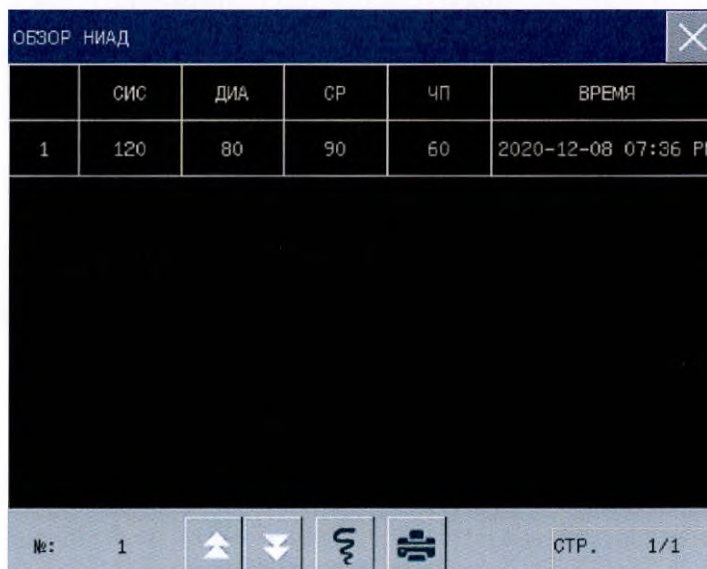 ОБЗОР НИАД
СИС ДИА СР ЧП ВРЕМЯ
1 120 80 90 60 2020-12-08 07:36 P
№: 1 СТР. 1/1